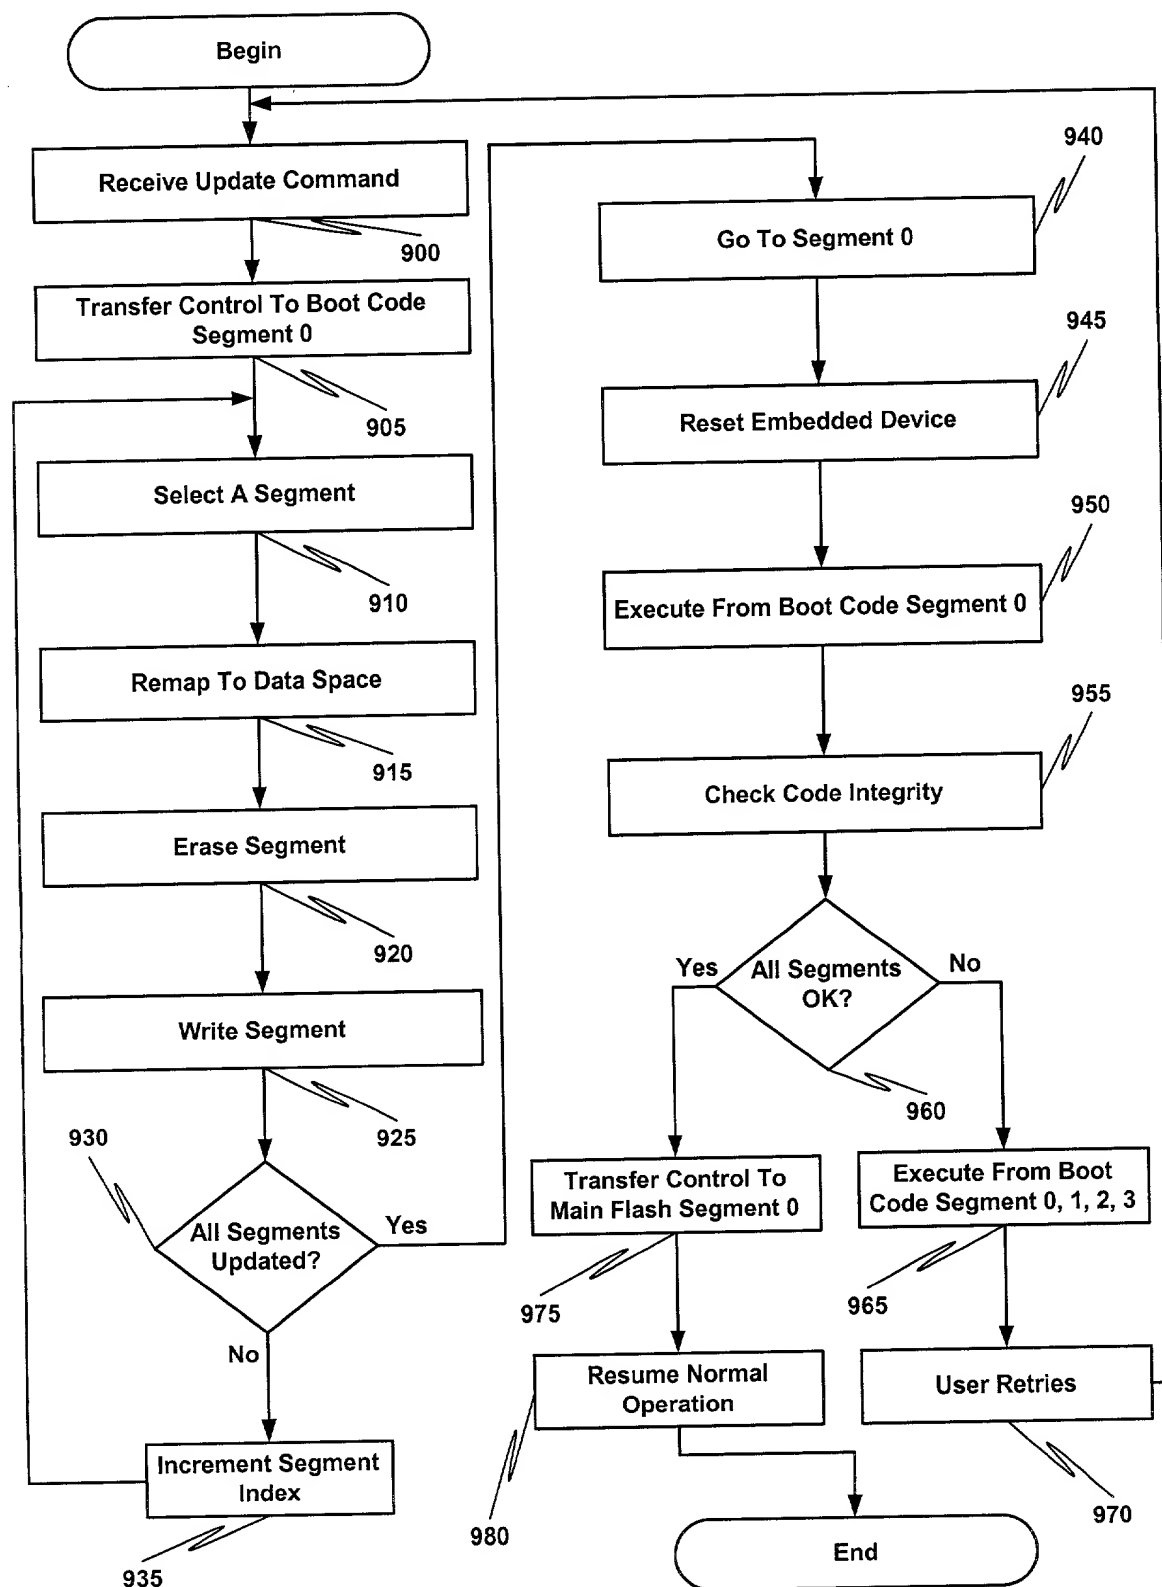 Begin
Receive Update Command
900
Transfer Control To Boot Code
Segment 0
905
Select A Segment
910
Remap To Data Space
915
Erase Segment
920
Write Segment
925
930
All Segments
Updated?
Yes
No
Increment Segment
Index
935
940
Go To Segment 0
945
Reset Embedded Device
950
Execute From Boot Code Segment 0
955
Check Code Integrity
Yes
All Segments
OK?
No
960
Transfer Control To
Main Flash Segment 0
975
Execute From Boot
Code Segment 0, 1, 2, 3
965
Resume Normal
Operation
980
User Retries
970
End